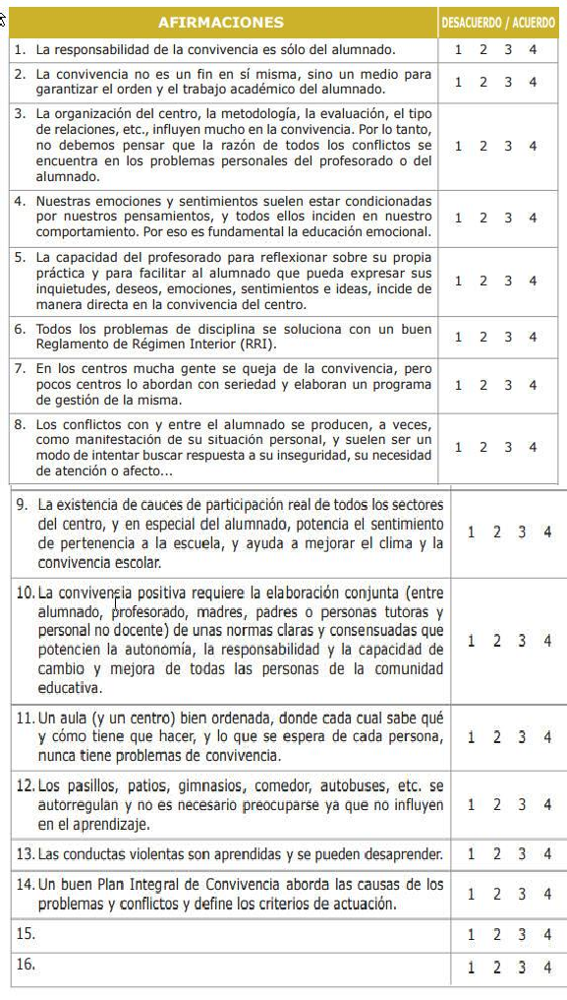 AFIRMACIONES DESACUERDO / ACUERDO
1. La responsabilidad de la convivencia es sólo del alumnado. 1 2 3 4
2. La convivencia no es un fin en sí misma, sino un medio para
garantizar el orden y el trabajo académico del alumnado. 1 2 3 4
3. La organización del centro, la metodología, la evaluación, el tipo
de relaciones, etc., influyen mucho en la convivencia. Por lo tanto,
no debemos pensar que la razón de todos los conflictos se 1 2 3 4
encuentra en los problemas personales del profesorado o del
alumnado.
4. Nuestras emociones y sentimientos suelen estar condicionadas
por nuestros pensamientos, y todos ellos inciden en nuestro 1 2 3 4
comportamiento. Por eso es fundamental la educación emocional.
5. La capacidad del profesorado para reflexionar sobre su propia
práctica y para facilitar al alumnado que pueda expresar sus
inquietudes, deseos, emociones, sentimientos e ideas, incide de 1 2 3 4
manera directa en la convivencia del centro.
6. Todos los problemas de disciplina se soluciona con un buen
Reglamento de Régimen Interior (RRI). 1 2 3 4
7. En los centros mucha gente se queja de la convivencia, pero
pocos centros lo abordan con seriedad y elaboran un programa 1 2 3 4
de gestión de la misma.
8. Los conflictos con y entre el alumnado se producen, a veces,
como manifestación de su situación personal, y suelen ser un
modo de intentar buscar respuesta a su inseguridad, su necesidad 1 2 3 4
de atención o afecto...
9. La existencia de cauces de participación real de todos los sectores
del centro, y en especial del alumnado, potencia el sentimiento
de pertenencia a la escuela, y ayuda a mejorar el clima y la 1 2 3 4
convivencia escolar.
10. La convivencia positiva requiere la elaboración conjunta (entre
alumnado, profesorado, madres, padres o personas tutoras y
personal no docente) de unas normas claras y consensuadas que
potencien la autonomía, la responsabilidad y la capacidad de 1 2 3 4
cambio y mejora de todas las personas de la comunidad
educativa.
11. Un aula (y un centro) bien ordenada, donde cada cual sabe qué
y cómo tiene que hacer, y lo que se espera de cada persona, 1 2 3 4
nunca tiene problemas de convivencia.
12. Los pasillos, patios, gimnasios, comedor, autobuses, etc. se
autorregulan y no es necesario preocuparse ya que no influyen 1 2 3 4
en el aprendizaje.
13. Las conductas violentas son aprendidas y se pueden desaprender. 1 2 3 4
14. Un buen Plan Integral de Convivencia aborda las causas de los
problemas y conflictos y define los criterios de actuación. 1 2 3 4
15. 1 2 3 4
16. 1 2 3 4